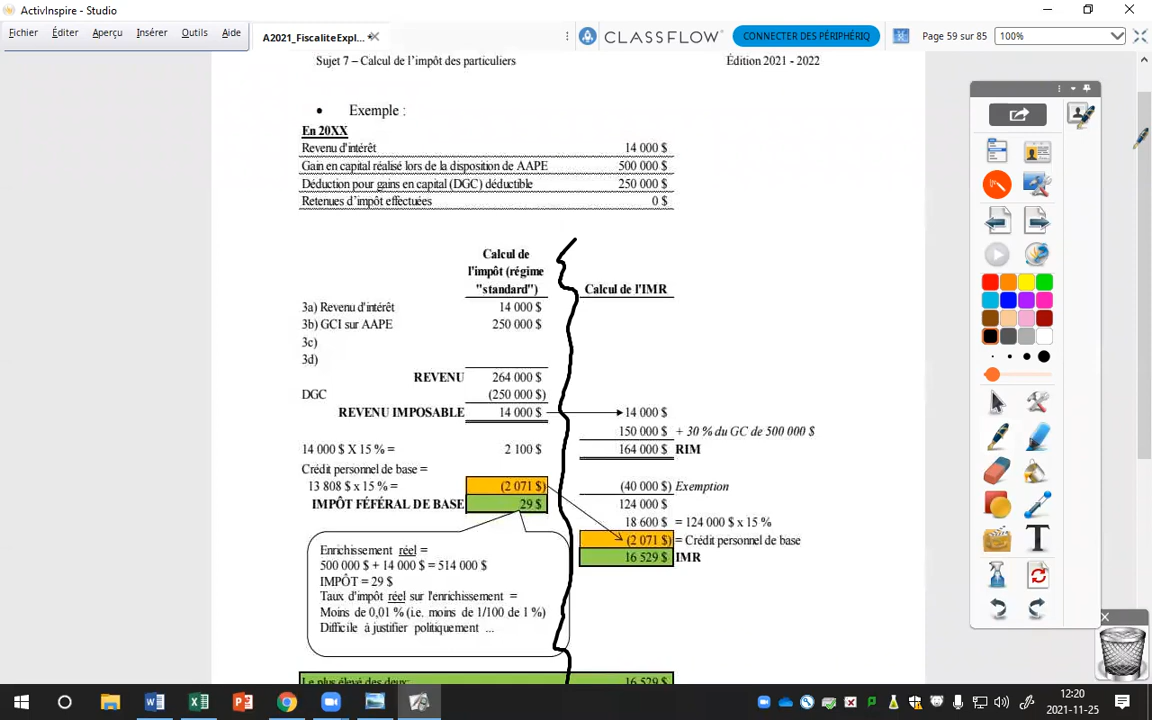 ActivInspire - Studio
Fichier Éditer Aperçu Insérer Outils Aide
A2021_FiscaliteExpl...
CLASSFLOW
CONNECTER DES PÉRIPHÉRIQ
Page 59 sur 85
100%
Sujet 7 – Calcul de l'impôt des particuliers Édition 2021 - 2022
• Exemple :
En 20XX
Revenu d'intérêt 14 000 $
Gain en capital réalisé lors de la disposition de AAPE 500 000 $
Déduction pour gains en capital (DGC) déductible 250 000 $
Retenues d'impôt effectuées 0 $
Calcul de
l'impôt (régime
"standard") Calcul de l'IMR
3a) Revenu d'intérêt 14 000 $
3b) GCI sur AAPE 250 000 $
3c)
3d)
REVENU 264 000 $
DGC (250 000 $)
REVENU IMPOSABLE 14 000 $ 14 000 $
150 000 $ + 30 % du GC de 500 000 $
14 000 $ X 15 % = 2 100 $ 164 000 $ RIM
Crédit personnel de base =
13 808 $ x 15 % = (2 071 $) (40 000 $) Exemption
IMPÔT FÉFÉRAL DE BASE 29 $ 124 000 $
18 600 $ = 124 000 $ x 15 %
(2 071 $) = Crédit personnel de base
16 529 $ IMR
Enrichissement réel =
500 000 $ + 14 000 $ = 514 000 $
IMPÔT = 29 $
Taux d'impôt réel sur l'enrichissement =
Moins de 0,01 % (i.e. moins de 1/100 de 1 %)
Difficile à justifier politiquement ...
Le plus élevé des deux: 16 529 $
12:20
2021-11-25